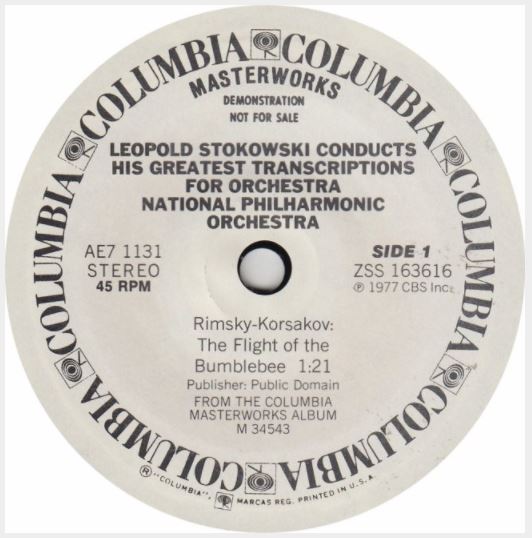 COLUMBIA COLUMBIA COLUMBIA COLUMBIA COLUMBIA COLUMBIA
MASTERWORKS
DEMONSTRATION
NOT FOR SALE
LEOPOLD STOKOWSKI CONDUCTS
HIS GREATEST TRANSCRIPTIONS
FOR ORCHESTRA
NATIONAL PHILHARMONIC
ORCHESTRA
AE7 1131
STEREO
45 RPM
SIDE 1
ZSS 163616
℗ 1977 CBS Inc.
Rimsky-Korsakov:
The Flight of the
Bumblebee 1:21
Publisher: Public Domain
FROM THE COLUMBIA
MASTERWORKS ALBUM
M 34543
® "COLUMBIA", MARCAS REG. PRINTED IN U.S.A.